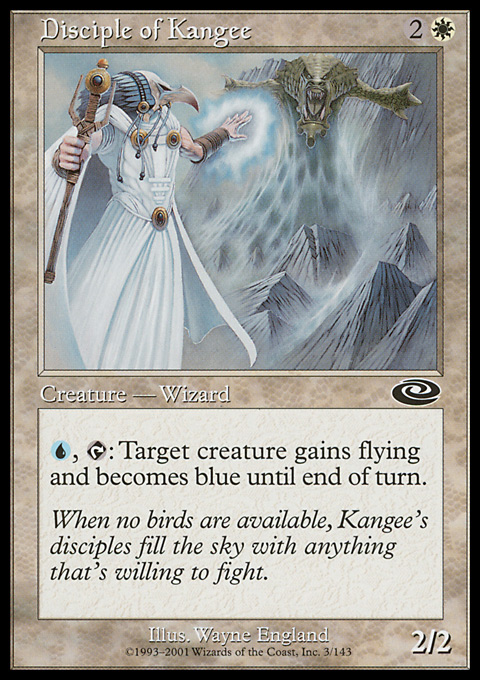 Disciple of Kangee 2
Creature — Wizard
, : Target creature gains flying
and becomes blue until end of turn.
When no birds are available, Kangee's
disciples fill the sky with anything
that's willing to fight.
Illus. Wayne England
2/2
©1993–2001 Wizards of the Coast, Inc. 3/143